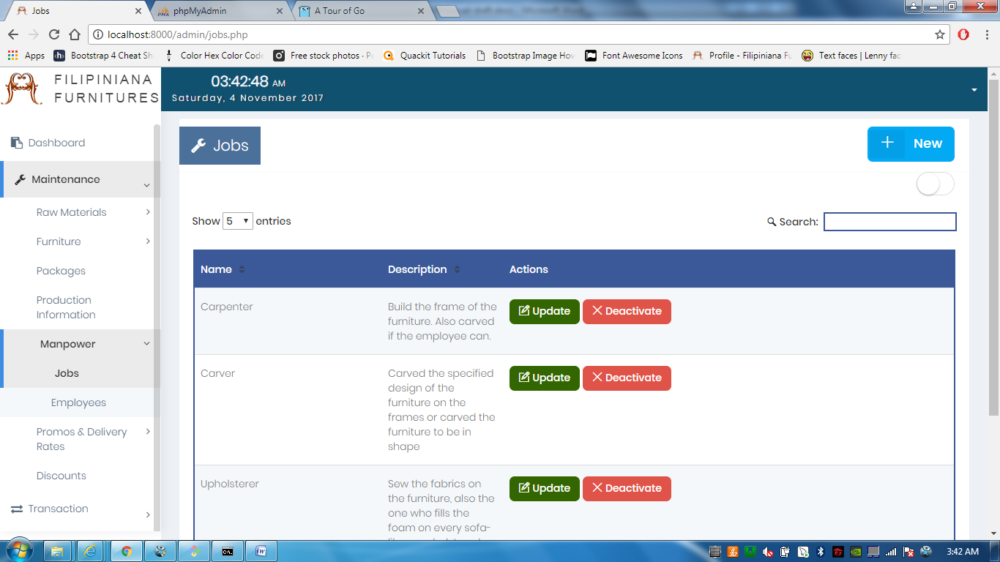 Jobs
phpMyAdmin
A Tour of Go
localhost:8000/admin/jobs.php
Apps
Bootstrap 4 Cheat Sh
Color Hex Color Code
Free stock photos · Pe
Quackit Tutorials
Bootstrap Image Hov
Font Awesome Icons
Profile - Filipiniana Fu
Text faces | Lenny fac
FILIPINIANA
FURNITURES
03:42:48 AM
Saturday, 4 November 2017
Dashboard
Maintenance
Raw Materials
Furniture
Packages
Production
Information
Manpower
Jobs
Employees
Promos & Delivery
Rates
Discounts
Transaction
Jobs
New
Show 5 entries
Search:
Name Description Actions
Carpenter
Build the frame of the
furniture. Also carved
if the employee can.
Update Deactivate
Carver
Carved the specified
design of the
furniture on the
frames or carved the
furniture to be in
shape
Update Deactivate
Upholsterer
Sew the fabrics on
the furniture, also the
one who fills the
foam on every sofa-
Update Deactivate
3:42 AM